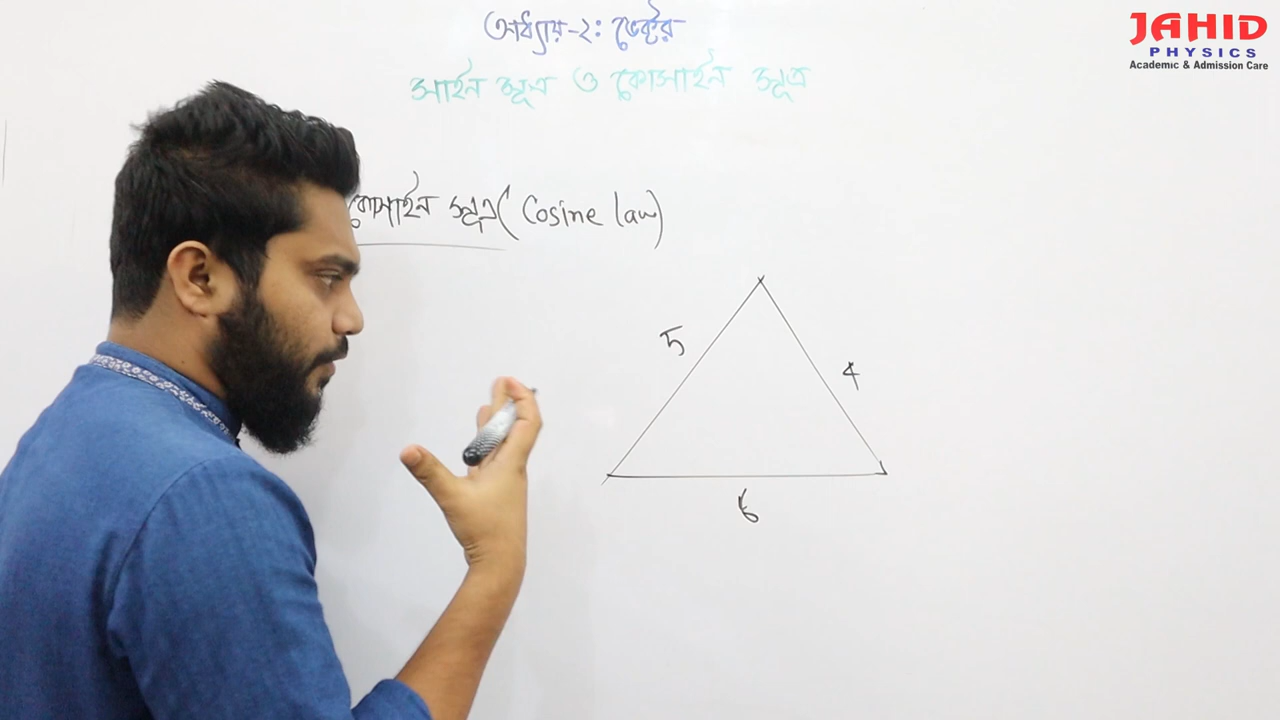 অধ্যায়-২: ভেক্টর
সাইন সূত্র ও কোসাইন সূত্র
JAHID
PHYSICS
Academic & Admission Care
কোসাইন সূত্র (Cosine law)
5
4
6